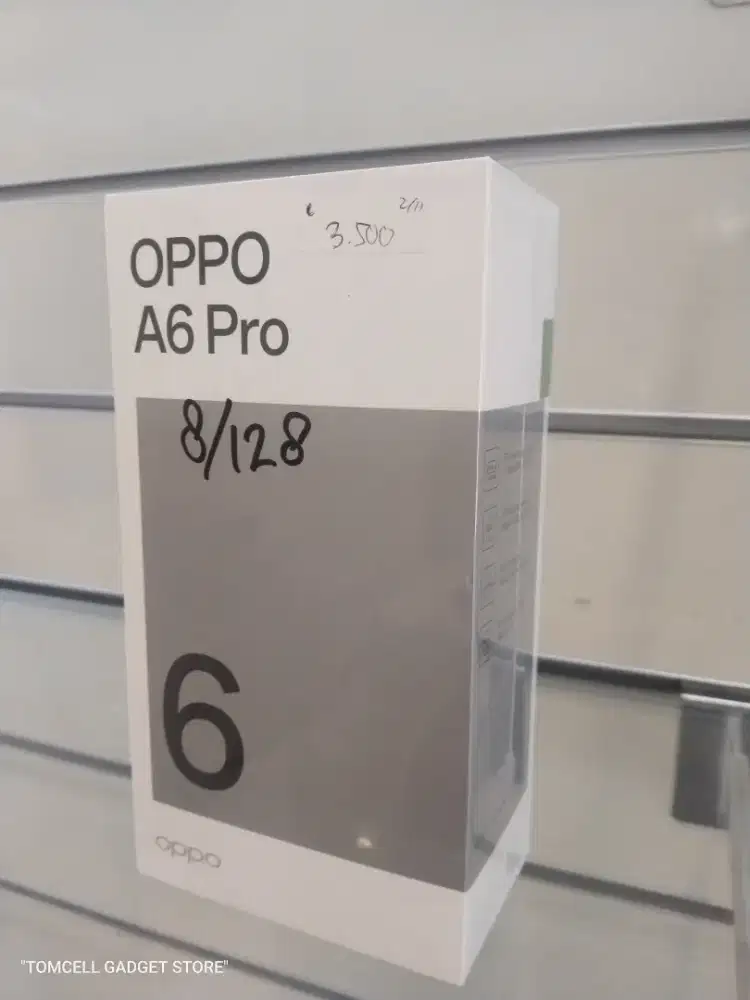 2/11
3.500
OPPO
A6 Pro
8/128
6
oppo
"TOMCELL GADGET STORE"